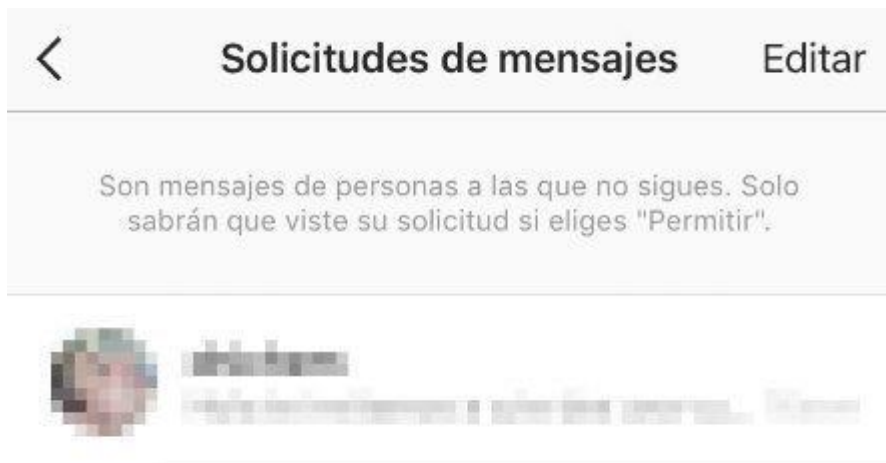 Solicitudes de mensajes Editar
Son mensajes de personas a las que no sigues. Solo
sabrán que viste su solicitud si eliges "Permitir".